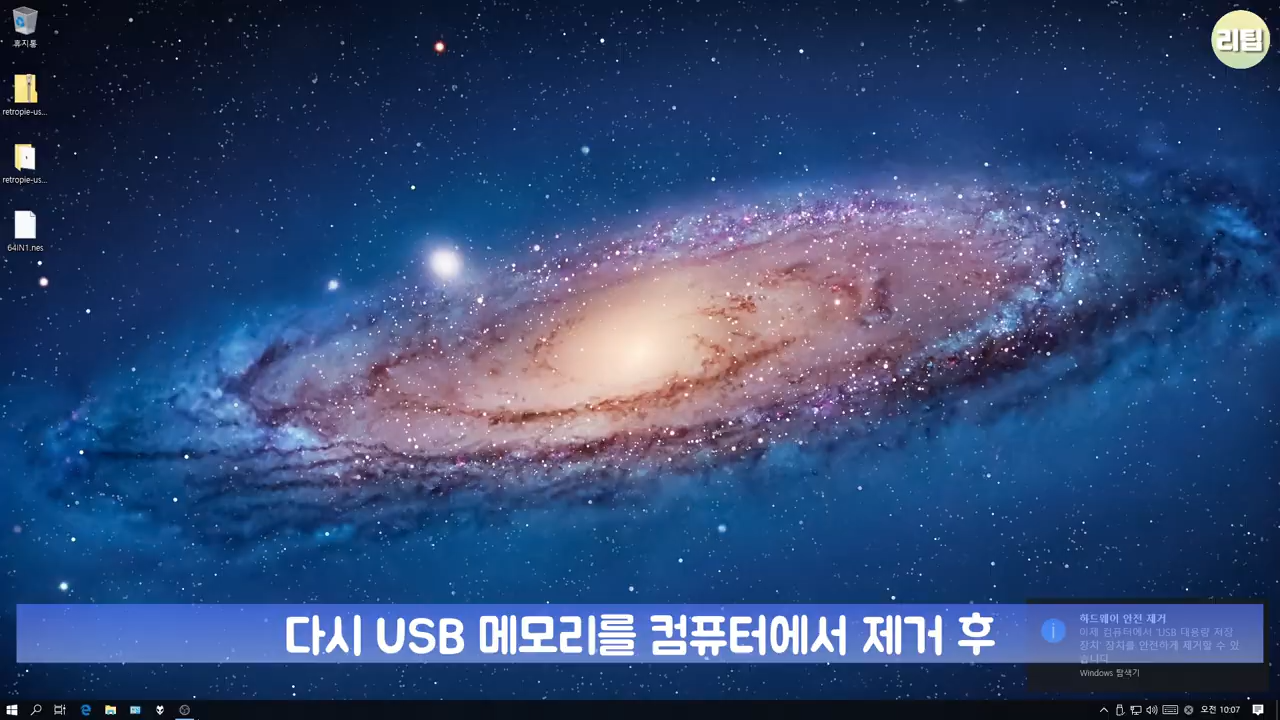 리팁
휴지통
retropie-us...
retropie-us...
64IN1.nes
다시 USB 메모리를 컴퓨터에서 제거 후
하드웨어 안전 제거
이제 컴퓨터에서 'USB 대용량 저장
장치' 장치를 안전하게 제거할 수 있
습니다.
Windows 탐색기
오전 10:07